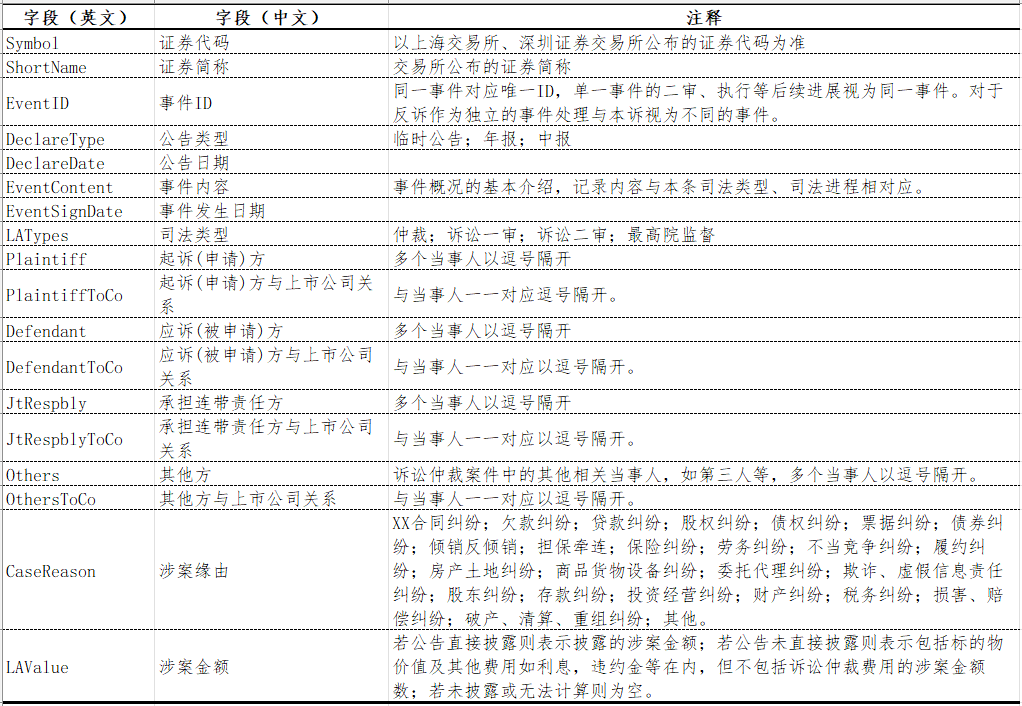 字段（英文） 字段（中文） 注释
Symbol 证券代码 以上海交易所、深圳证券交易所公布的证券代码为准
ShortName 证券简称 交易所公布的证券简称
EventID 事件ID 同一事件对应唯一ID，单一事件的二审、执行等后续进展视为同一事件。对于
反诉作为独立的事件处理与本诉视为不同的事件。
DeclareType 公告类型 临时公告；年报；中报
DeclareDate 公告日期
EventContent 事件内容 事件概况的基本介绍，记录内容与本条司法类型、司法进程相对应。
EventSignDate 事件发生日期
LATypes 司法类型 仲裁；诉讼一审；诉讼二审；最高院监督
Plaintiff 起诉(申请)方 多个当事人以逗号隔开
PlaintiffToCo 起诉(申请)方与上市公司关
系 与当事人一一对应逗号隔开。
Defendant 应诉(被申请)方 多个当事人以逗号隔开
DefendantToCo 应诉(被申请)方与上市公司
关系 与当事人一一对应以逗号隔开。
JtRespbly 承担连带责任方 多个当事人以逗号隔开
JtRespblyToCo 承担连带责任方与上市公司
关系 与当事人一一对应以逗号隔开。
Others 其他方 诉讼仲裁案件中的其他相关当事人，如第三人等，多个当事人以逗号隔开。
OthersToCo 其他方与上市公司关系 与当事人一一对应以逗号隔开。
CaseReason 涉案缘由 XX合同纠纷；欠款纠纷；贷款纠纷；股权纠纷；债权纠纷；票据纠纷；债券纠
纷；倾销反倾销；担保牵连；保险纠纷；劳务纠纷；不当竞争纠纷；履约纠
纷；房产土地纠纷；商品货物设备纠纷；委托代理纠纷；欺诈、虚假信息责任
纠纷；股东纠纷；存款纠纷；投资经营纠纷；财产纠纷；税务纠纷；损害、赔
偿纠纷；破产、清算、重组纠纷；其他。
LAValue 涉案金额 若公告直接披露则表示披露的涉案金额；若公告未直接披露则表示包括标的物
价值及其他费用如利息，违约金等在内，但不包括诉讼仲裁费用的涉案金额
数；若未披露或无法计算则为空。